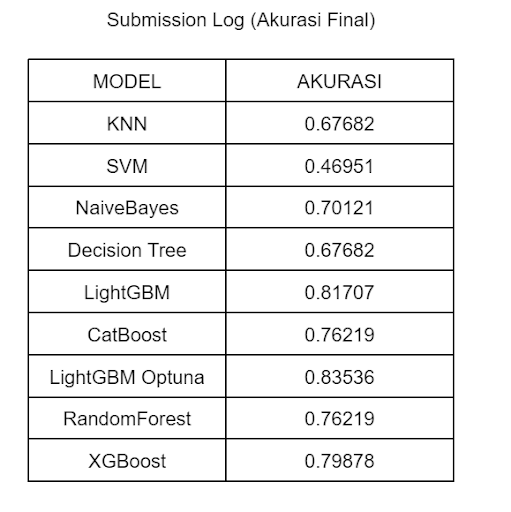 Submission Log (Akurasi Final)
MODEL AKURASI
KNN 0.67682
SVM 0.46951
NaiveBayes 0.70121
Decision Tree 0.67682
LightGBM 0.81707
CatBoost 0.76219
LightGBM Optuna 0.83536
RandomForest 0.76219
XGBoost 0.79878